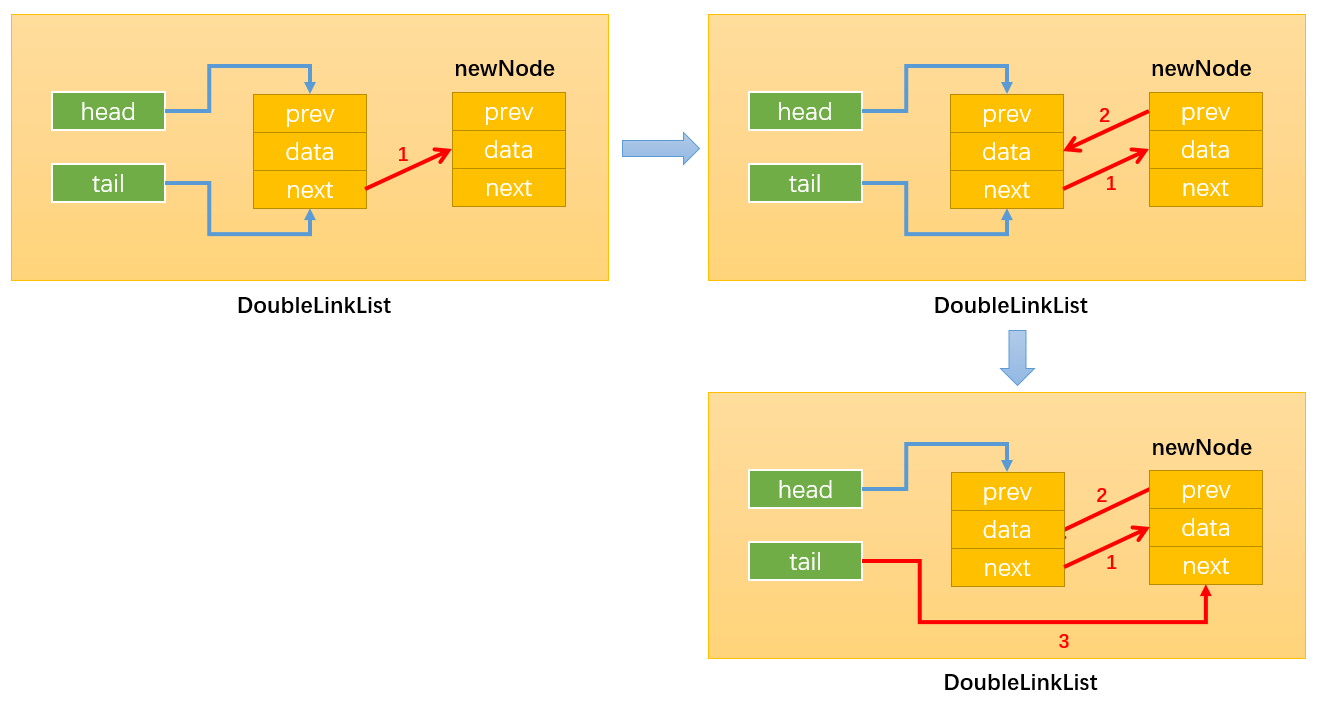 newNode
head
prev
prev
data
1
data
tail
next
next
DoubleLinkList
newNode
head
prev
2
prev
data
data
tail
next
1
next
DoubleLinkList
newNode
head
prev
2
prev
data
data
tail
next
1
next
3
DoubleLinkList